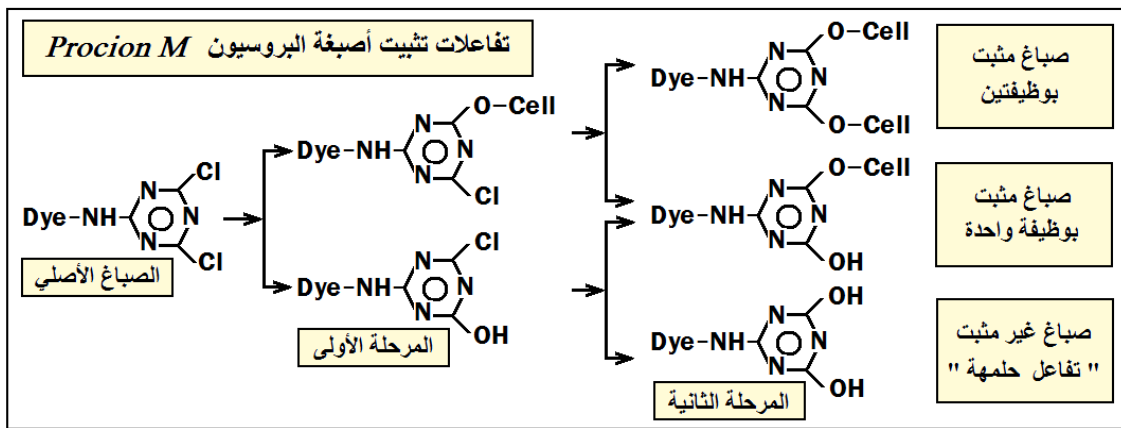 تفاعلات تثبيت أصبغة البروسيون Procion M
Cl
N
Dye-NH
N
N
Cl
الصباغ الأصلي
O-Cell
N
Dye-NH
N
N
Cl
Cl
N
Dye-NH
N
N
OH
المرحلة الأولى
O-Cell
N
Dye-NH
N
N
O-Cell
صباغ مثبت
بوظيفتين
O-Cell
N
Dye-NH
N
N
OH
صباغ مثبت
بوظيفة واحدة
OH
N
Dye-NH
N
N
OH
صباغ غير مثبت
" تفاعل حلمهة "
المرحلة الثانية